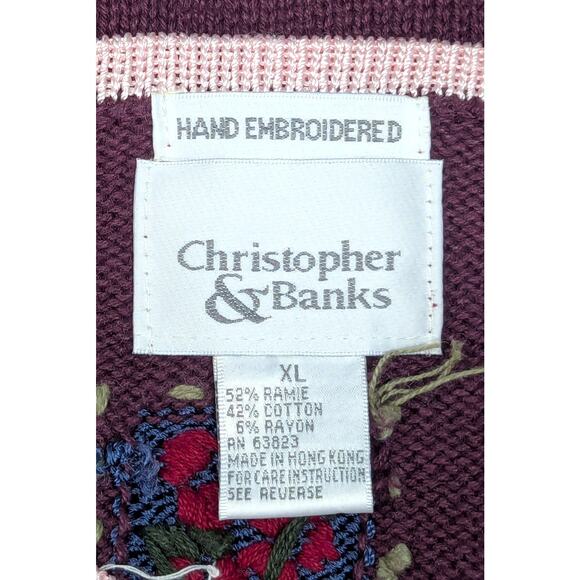 HAND EMBROIDERED
Christopher
& Banks
XL
52% RAMIE
42% COTTON
6% RAYON
RN 63823
MADE IN HONG KONG
FOR CARE INSTRUCTION
SEE REVERSE